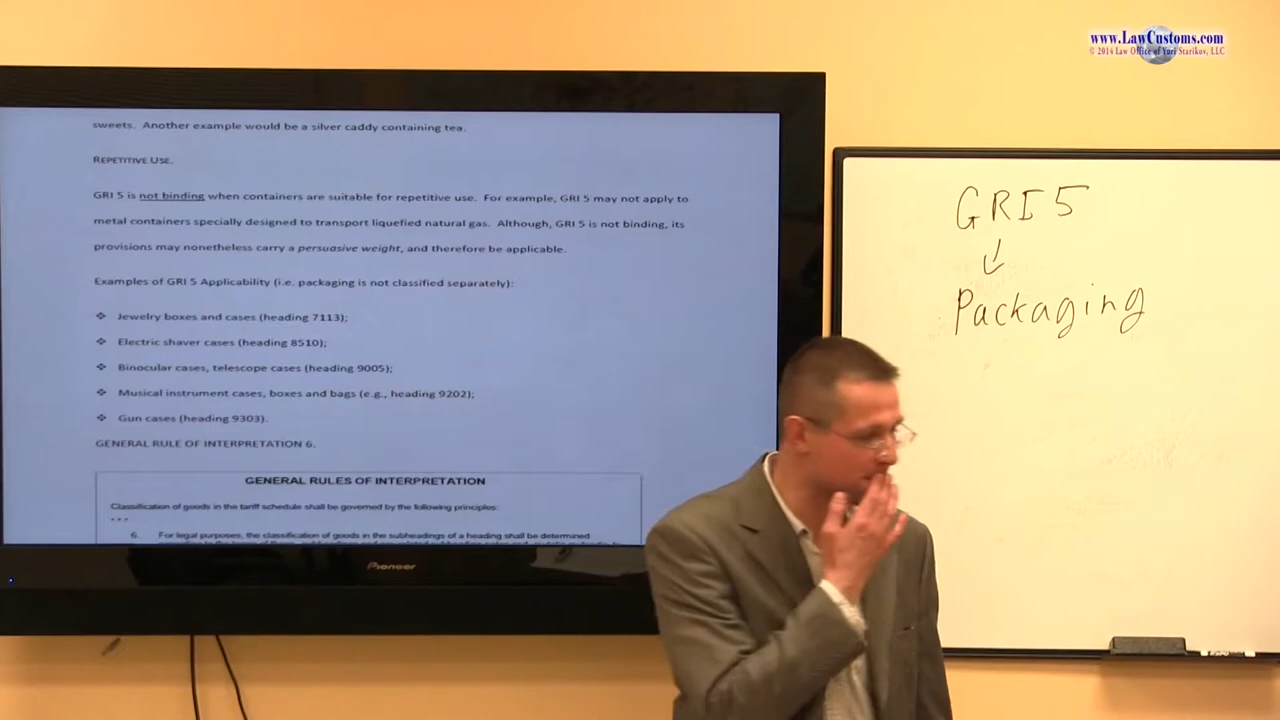 www.LawCustoms.com
© 2014 Law Office of Yuri Starikov, LLC
sweets. Another example would be a silver caddy containing tea.
REPETITIVE USE.
GRI 5 is not binding when containers are suitable for repetitive use. For example, GRI 5 may not apply to
metal containers specially designed to transport liquefied natural gas. Although, GRI 5 is not binding, its
provisions may nonetheless carry a persuasive weight, and therefore be applicable.
Examples of GRI 5 Applicability (i.e. packaging is not classified separately):
❖ Jewelry boxes and cases (heading 7113);
❖ Electric shaver cases (heading 8510);
❖ Binocular cases, telescope cases (heading 9005);
❖ Musical instrument cases, boxes and bags (e.g., heading 9202);
❖ Gun cases (heading 9303).
GENERAL RULE OF INTERPRETATION 6.
GENERAL RULES OF INTERPRETATION
Classification of goods in the tariff schedule shall be governed by the following principles:
* * *
6. For legal purposes, the classification of goods in the subheadings of a heading shall be determined
Pioneer
GRI 5
↓
Packaging